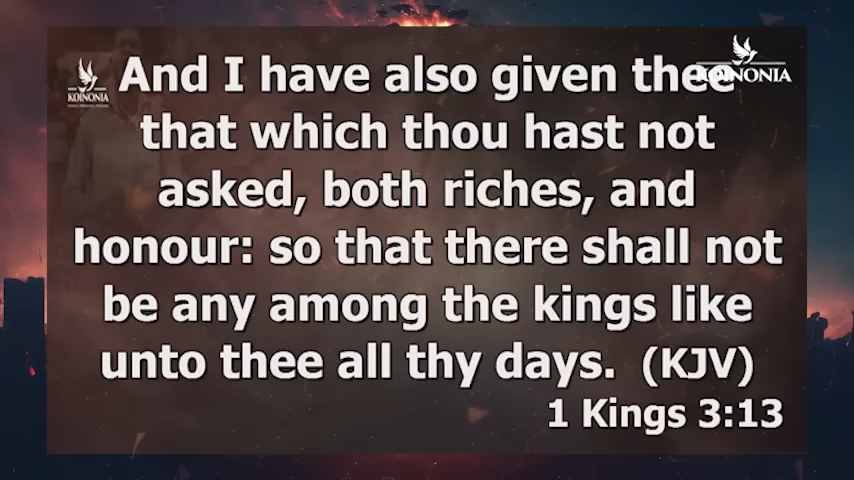 And I have also given thee
that which thou hast not
asked, both riches, and
honour: so that there shall not
be any among the kings like
unto thee all thy days. (KJV)
1 Kings 3:13
KOINONIA
KOINONIA